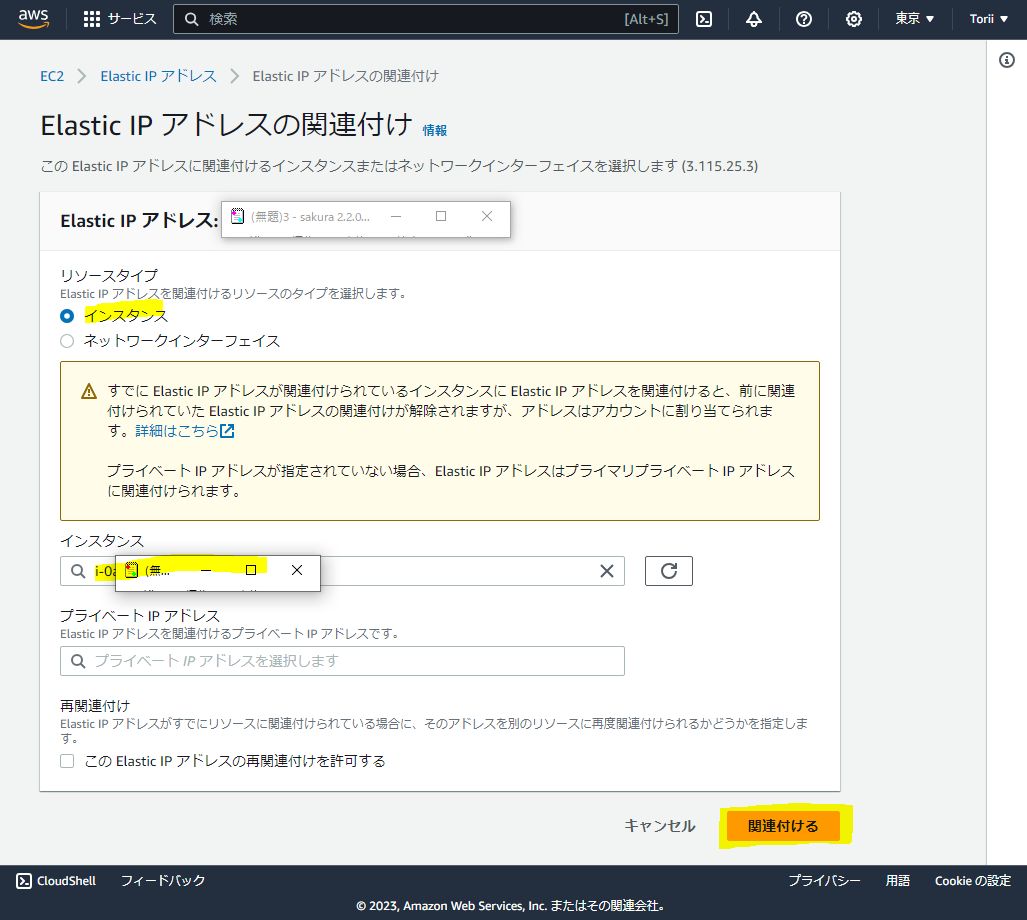 aws サービス 検索 [Alt+S] 東京 ▼ Torii ▼
EC2 > Elastic IP アドレス > Elastic IP アドレスの関連付け
Elastic IP アドレスの関連付け 情報
この Elastic IP アドレスに関連付けるインスタンスまたはネットワークインターフェイスを選択します (3.115.25.3)
Elastic IP アドレス: (無題)3 - sakura 2.2.0...
リソースタイプ
Elastic IP アドレスを関連付けるリソースのタイプを選択します。
インスタンス
ネットワークインターフェイス
すでに Elastic IP アドレスが関連付けられているインスタンスに Elastic IP アドレスを関連付けると、前に関連
付けられていた Elastic IP アドレスの関連付けが解除されますが、アドレスはアカウントに割り当てられま
す。詳細はこちら
プライベート IP アドレスが指定されていない場合、Elastic IP アドレスはプライマリプライベート IP アドレス
に関連付けられます。
インスタンス
i-0a (無...
プライベート IP アドレス
Elastic IP アドレスを関連付けるプライベート IP アドレスです。
プライベート IP アドレスを選択します
再関連付け
Elastic IP アドレスがすでにリソースに関連付けられている場合に、そのアドレスを別のリソースに再度関連付けられるかどうかを指定しま
す。
この Elastic IP アドレスの再関連付けを許可する
キャンセル 関連付ける
CloudShell フィードバック プライバシー 用語 Cookie の設定
© 2023, Amazon Web Services, Inc. またはその関連会社。